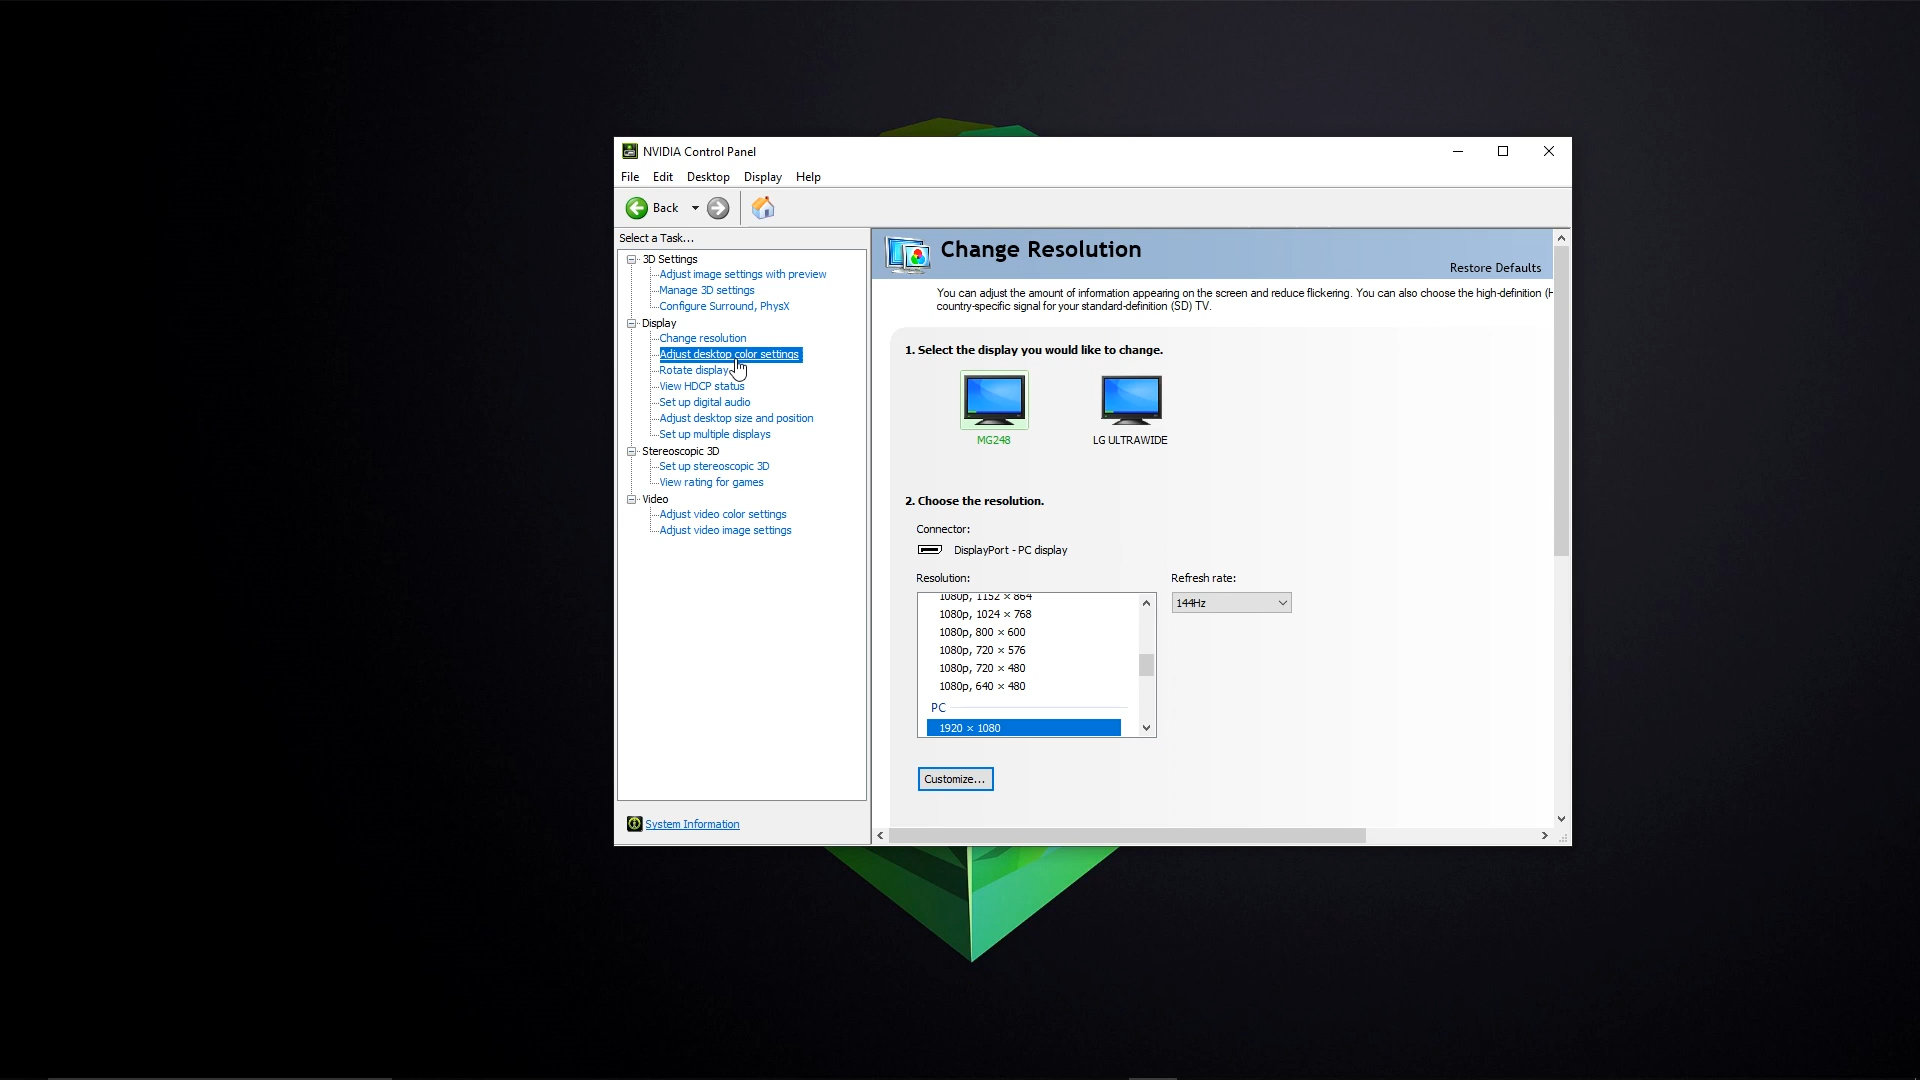 NVIDIA Control Panel
File Edit Desktop Display Help
Back
Select a Task...
3D Settings
Adjust image settings with preview
Manage 3D settings
Configure Surround, PhysX
Display
Change resolution
Adjust desktop color settings
Rotate display
View HDCP status
Set up digital audio
Adjust desktop size and position
Set up multiple displays
Stereoscopic 3D
Set up stereoscopic 3D
View rating for games
Video
Adjust video color settings
Adjust video image settings
System Information
Change Resolution
Restore Defaults
You can adjust the amount of information appearing on the screen and reduce flickering. You can also choose the high-definition (H
country-specific signal for your standard-definition (SD) TV.
1. Select the display you would like to change.
MG248 LG ULTRAWIDE
2. Choose the resolution.
Connector:
DisplayPort - PC display
Resolution: Refresh rate:
144Hz
1080p, 1152 × 864
1080p, 1024 × 768
1080p, 800 × 600
1080p, 720 × 576
1080p, 720 × 480
1080p, 640 × 480
PC
1920 × 1080
Customize...